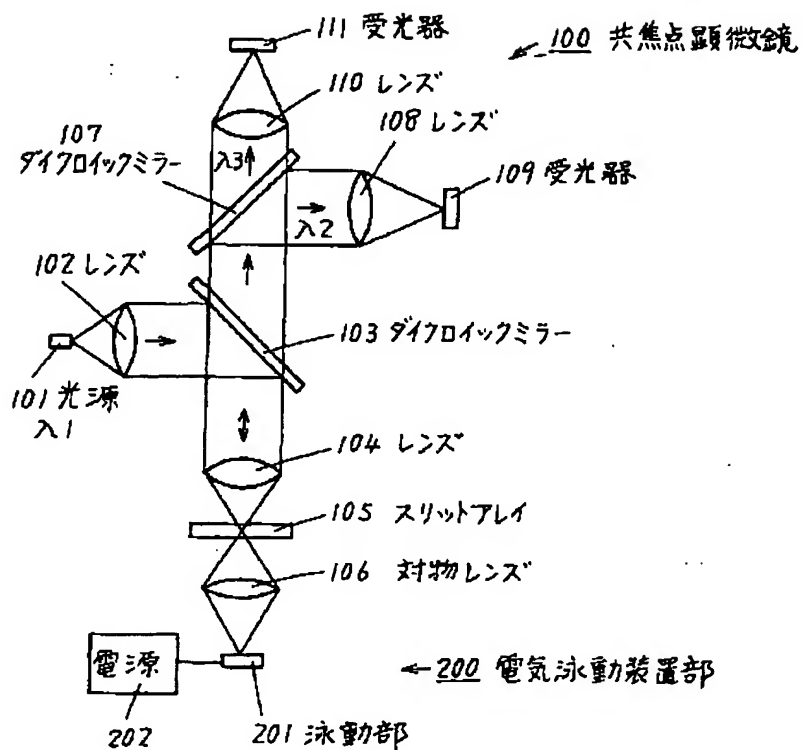 111 受光器
100 共焦点顕微鏡
110 レンズ
108 レンズ
107
ダイクロイックミラー
λ3
109 受光器
λ2
102 レンズ
103 ダイクロイックミラー
101 光源
λ1
104 レンズ
105 スリットアレイ
106 対物レンズ
電源
200 電気泳動装置部
202
201 泳動部